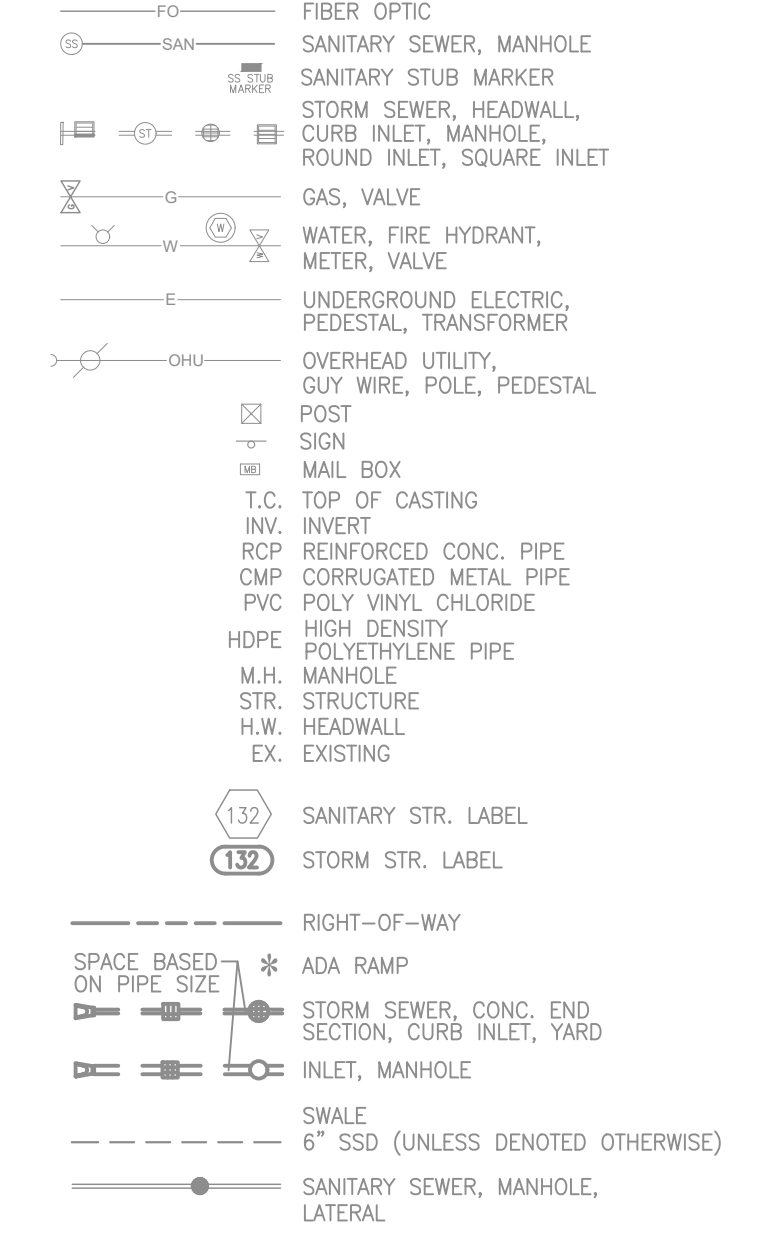 FO FIBER OPTIC
SS SAN SANITARY SEWER, MANHOLE
SS STUB
MARKER
SANITARY STUB MARKER
STORM SEWER, HEADWALL,
ST CURB INLET, MANHOLE,
ROUND INLET, SQUARE INLET
G V G GAS, VALVE
W W W V WATER, FIRE HYDRANT,
METER, VALVE
E UNDERGROUND ELECTRIC,
PEDESTAL, TRANSFORMER
OHU OVERHEAD UTILITY,
GUY WIRE, POLE, PEDESTAL
POST
SIGN
MB MAIL BOX
T.C. TOP OF CASTING
INV. INVERT
RCP REINFORCED CONC. PIPE
CMP CORRUGATED METAL PIPE
PVC POLY VINYL CHLORIDE
HDPE HIGH DENSITY
POLYETHYLENE PIPE
M.H. MANHOLE
STR. STRUCTURE
H.W. HEADWALL
EX. EXISTING
132 SANITARY STR. LABEL
132 STORM STR. LABEL
RIGHT-OF-WAY
SPACE BASED
ON PIPE SIZE
* ADA RAMP
STORM SEWER, CONC. END
SECTION, CURB INLET, YARD
INLET, MANHOLE
SWALE
6" SSD (UNLESS DENOTED OTHERWISE)
SANITARY SEWER, MANHOLE,
LATERAL